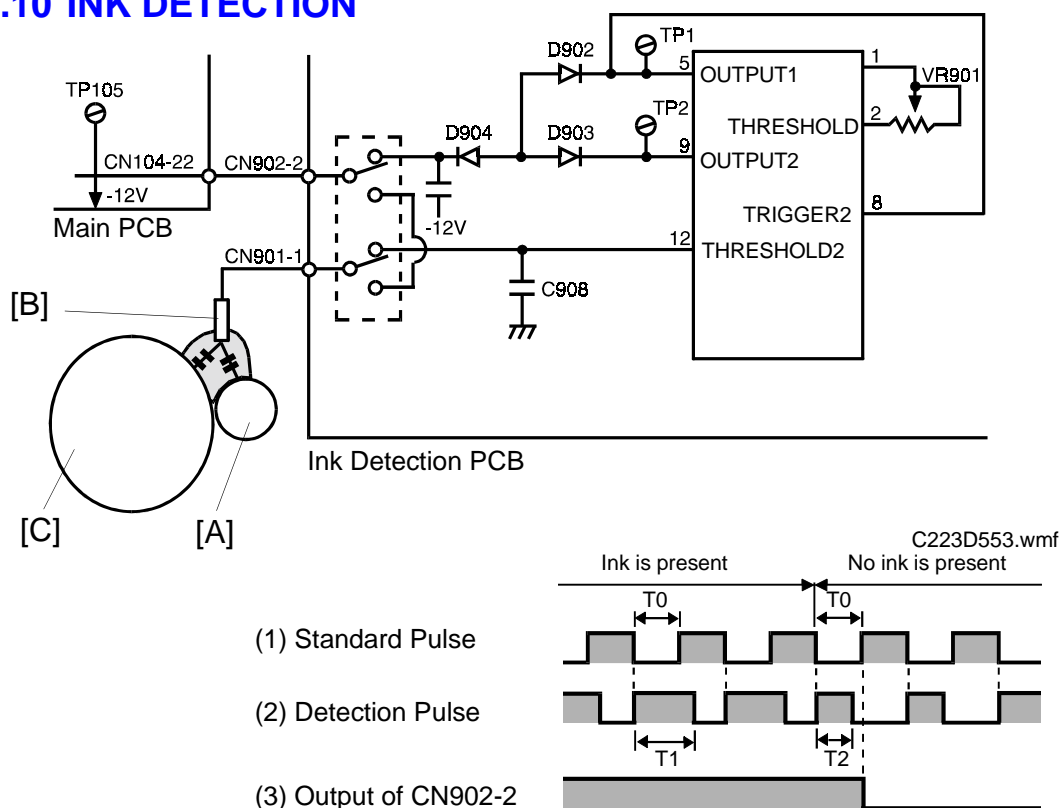 .10 INK DETECTION
TP105
CN104-22
-12V
Main PCB
CN902-2
D904
D902
D903
TP1
TP2
-12V
5
OUTPUT1
9
OUTPUT2
12
THRESHOLD2
1
VR901
THRESHOLD
2
TRIGGER2
8
CN901-1
C908
[B]
[C]
[A]
Ink Detection PCB
C223D553.wmf
Ink is present
No ink is present
T0
T0
(1) Standard Pulse
(2) Detection Pulse
T1
T2
(3) Output of CN902-2